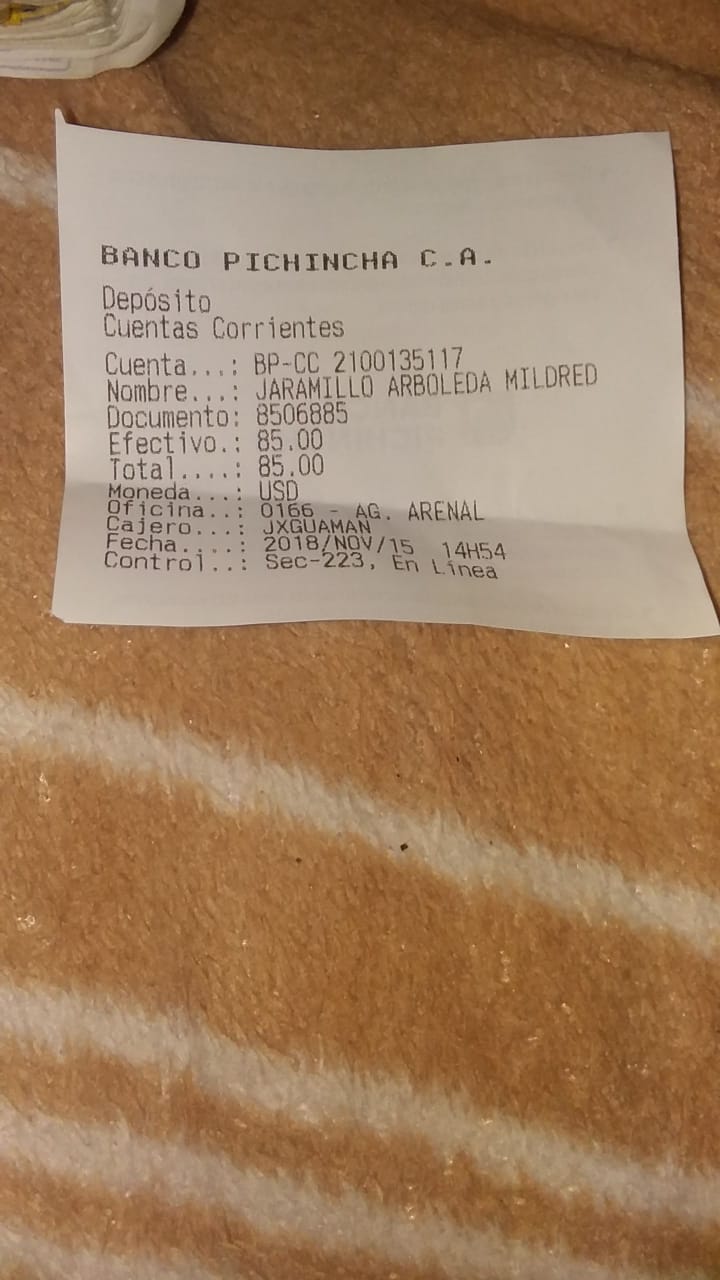 BANCO PICHINCHA C.A.
Depósito
Cuentas Corrientes
Cuenta...: BP-CC 2100135117
Nombre...: JARAMILLO ARBOLEDA MILDRED
Documento: 8506885
Efectivo.: 85.00
Total....: 85.00
Moneda...: USD
Oficina..: 0166 - AG. ARENAL
Cajero...: JXGUAMAN
Fecha....: 2018/NOV/15 14H54
Control..: Sec-223, En Línea